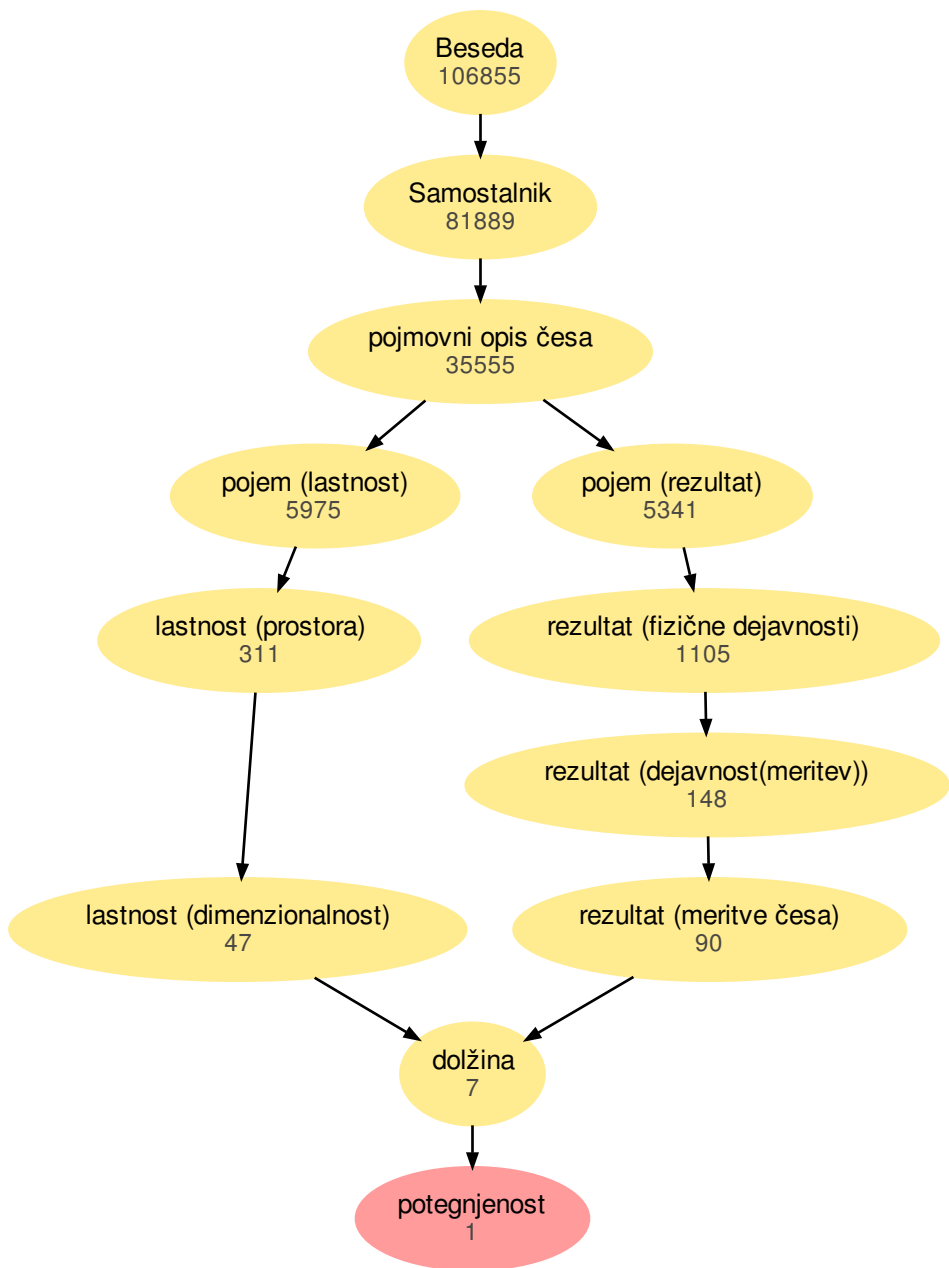 Beseda
106855
Samostalnik
81889
pojmovni opis česa
35555
pojem (lastnost)
5975
pojem (rezultat)
5341
lastnost (prostora)
311
rezultat (fizične dejavnosti)
1105
rezultat (dejavnost(meritev))
148
lastnost (dimenzionalnost)
47
rezultat (meritve česa)
90
dolžina
7
potegnjenost
1